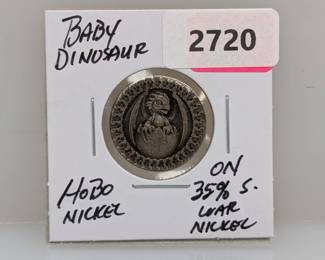 BABY
DINOSAUR
2720
HOBO
NICKEL
ON
35% S.
WAR
NICKEL